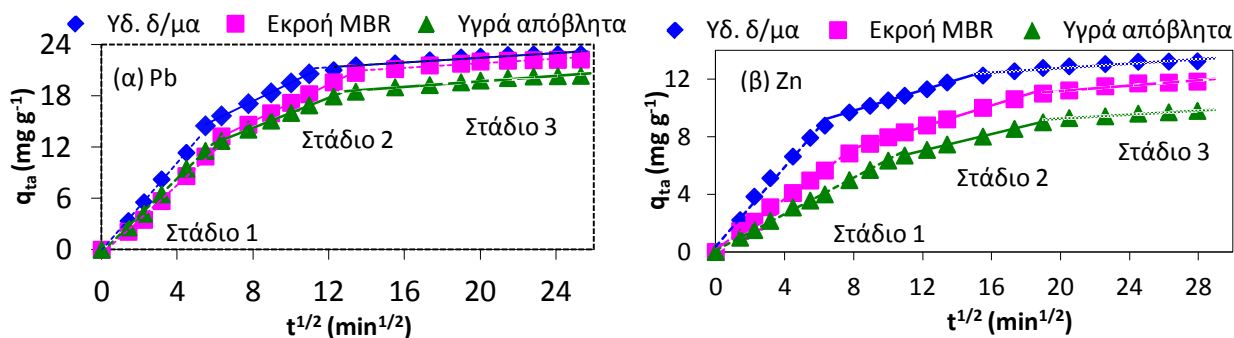 Υδ. δ/μα Εκροή MBR Υγρά απόβλητα
(α) Pb
24
18
12
6
0
q_ta (mg g⁻¹)
Στάδιο 1
Στάδιο 2
Στάδιο 3
0 4 8 12 16 20 24
t^1/2 (min^1/2)
Υδ. δ/μα Εκροή MBR Υγρά απόβλητα
(β) Zn
12
8
4
0
q_ta (mg g⁻¹)
Στάδιο 1
Στάδιο 2
Στάδιο 3
0 4 8 12 16 20 24 28
t^1/2 (min^1/2)